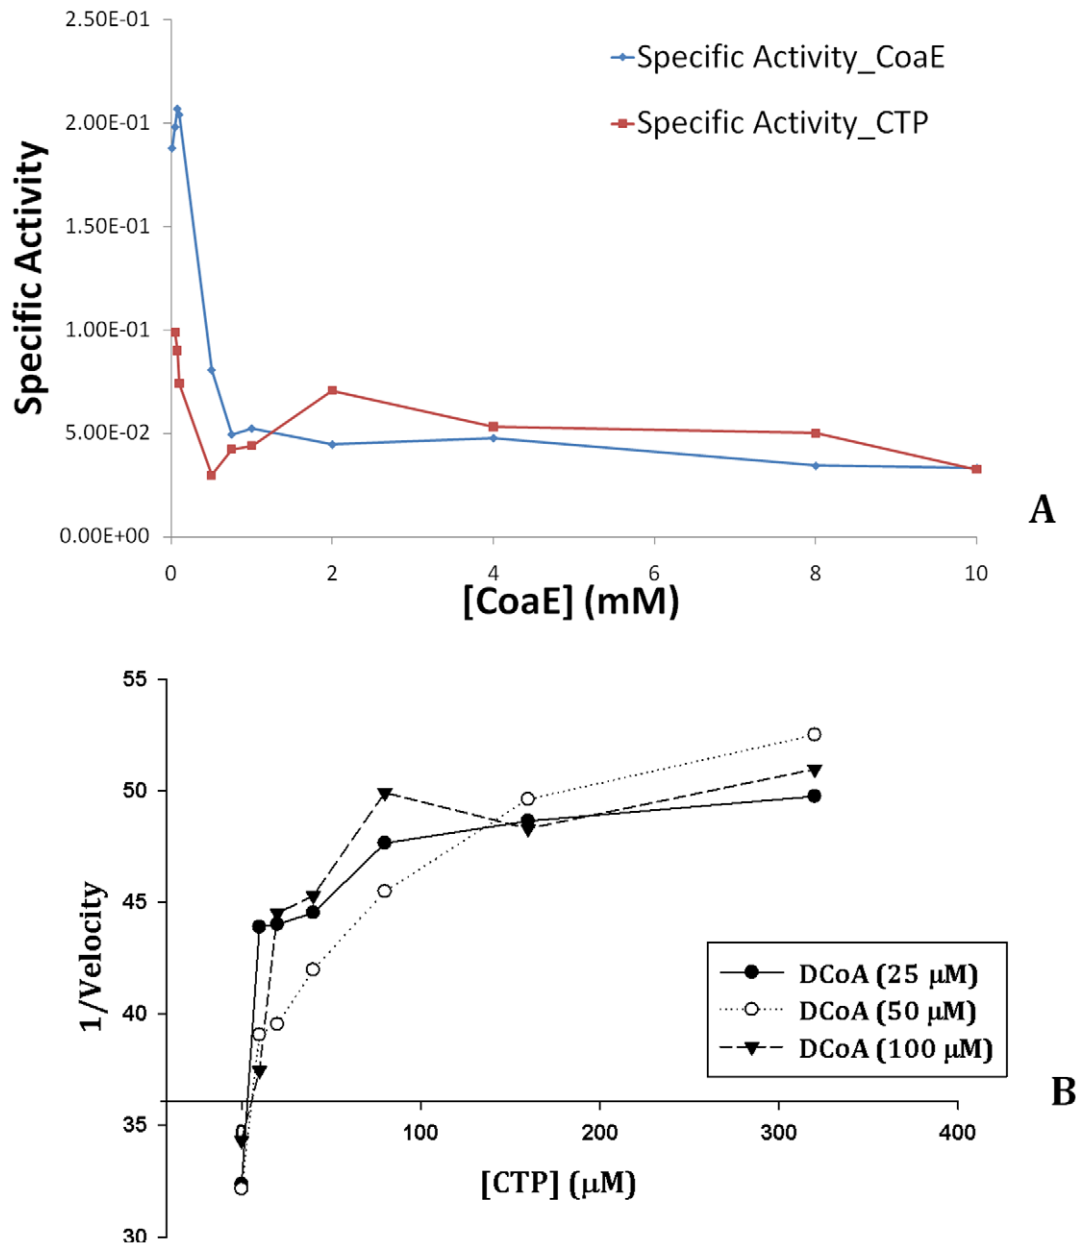 2.50E-01
2.00E-01
1.50E-01
1.00E-01
5.00E-02
0.00E+00
Specific Activity
Specific Activity_CoaE
Specific Activity_CTP
0 2 4 6 8 10
[CoaE] (mM)
A
55
50
45
40
35
30
1/Velocity
DCoA (25 μM)
DCoA (50 μM)
DCoA (100 μM)
B
0 100 200 300 400
[CTP] (μM)